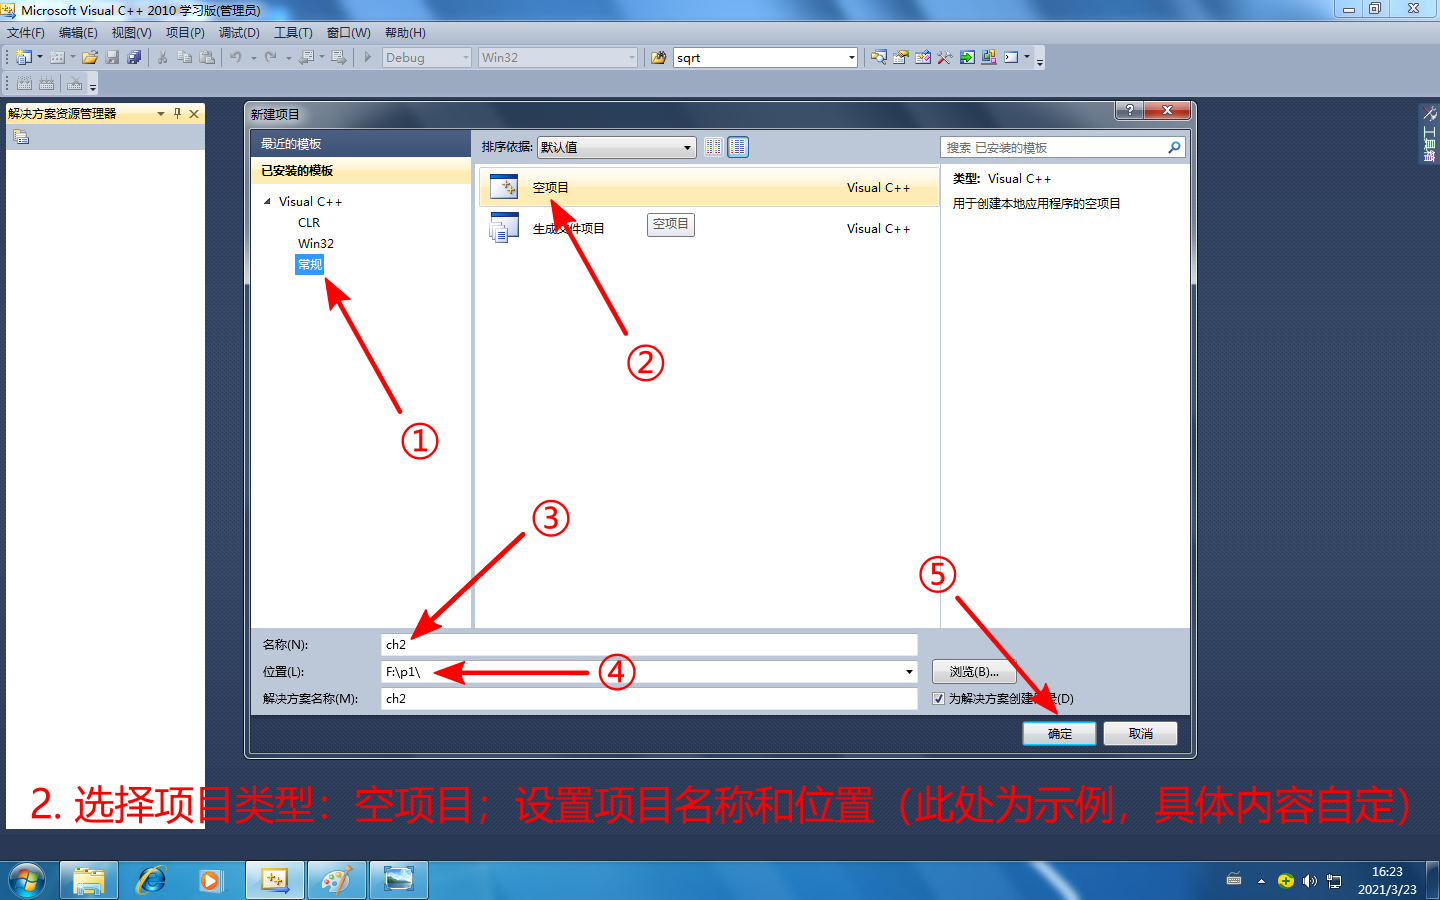 Microsoft Visual C++ 2010 学习版(管理员)
文件(F) 编辑(E) 视图(V) 项目(P) 调试(D) 工具(T) 窗口(W) 帮助(H)
Debug Win32 sqrt
解决方案资源管理器
工具箱
新建项目
最近的模板
已安装的模板
Visual C++
CLR
Win32
常规
排序依据: 默认值
搜索 已安装的模板
空项目 Visual C++
生成文件项目 Visual C++
空项目
类型: Visual C++
用于创建本地应用程序的空项目
①
②
③
④
⑤
名称(N): ch2
位置(L): F:\p1\ 浏览(B)...
解决方案名称(M): ch2
为解决方案创建目录(D)
确定 取消
2. 选择项目类型：空项目；设置项目名称和位置（此处为示例，具体内容自定）
16:23
2021/3/23